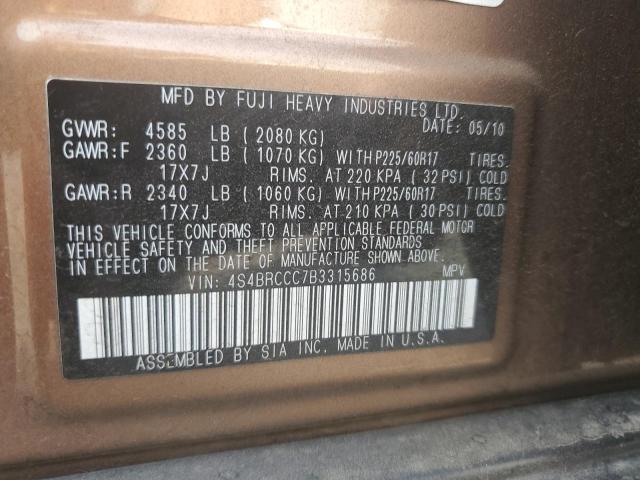 MFD BY FUJI HEAVY INDUSTRIES LTD.
DATE: 05/10
GVWR: 4585 LB (2080 KG)
GAWR:F 2360 LB (1070 KG) WITH P225/60R17 TIRES,
17X7J RIMS, AT 220 KPA (32 PSI) COLD
GAWR:R 2340 LB (1060 KG) WITH P225/60R17 TIRES,
17X7J RIMS, AT 210 KPA (30 PSI) COLD
THIS VEHICLE CONFORMS TO ALL APPLICABLE FEDERAL MOTOR
VEHICLE SAFETY AND THEFT PREVENTION STANDARDS
IN EFFECT ON THE DATE OF MANUFACTURE SHOWN ABOVE.
VIN: 4S4BRCCC7B3315686 MPV
ASSEMBLED BY SIA INC. MADE IN U.S.A.